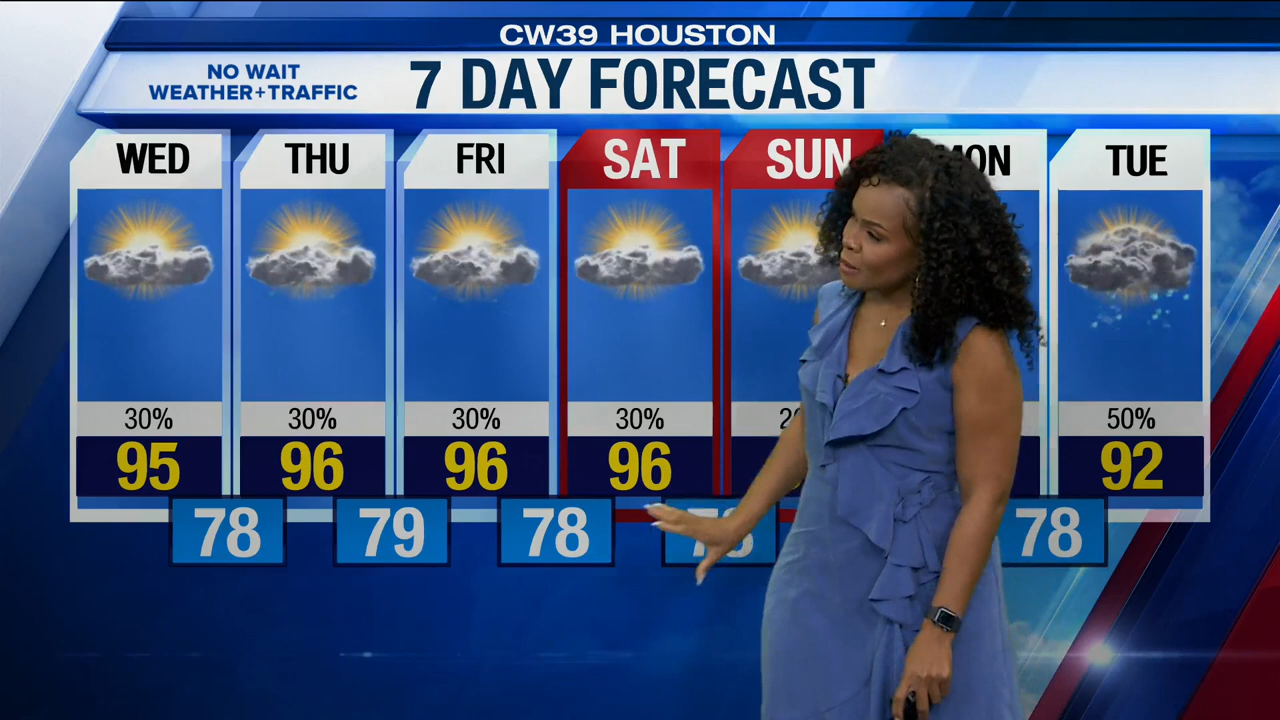 CW39 HOUSTON
NO WAIT
WEATHER+TRAFFIC
7 DAY FORECAST
WED THU FRI SAT SUN MON TUE
30% 30% 30% 30% 50%
95 96 96 96 92
78 79 78 78